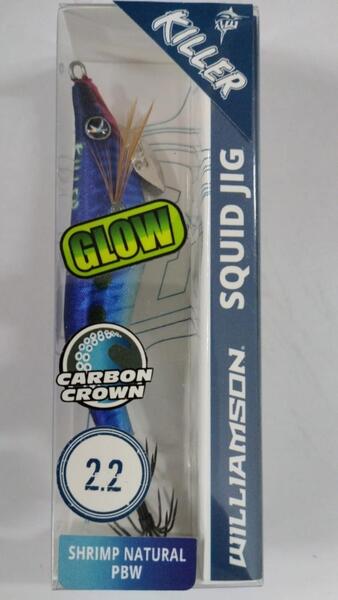 KILLER
SQUID JIG
WILLIAMSON
GLOW
CARBON
CROWN
2.2
SHRIMP NATURAL
PBW